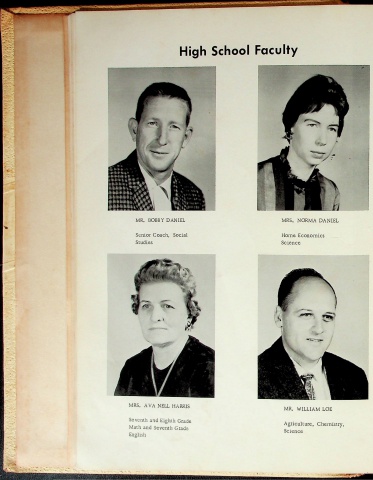 High School Faculty
MR. BOBBY DANIEL
Senior Coach, Social
Studies
MRS. NORMA DANIEL
Home Economics
Science
MRS. AVA NELL HARRIS
Seventh and Eighth Grade
Math and Seventh Grade
English
MR. WILLIAM LOE
Agriculture, Chemistry,
Science